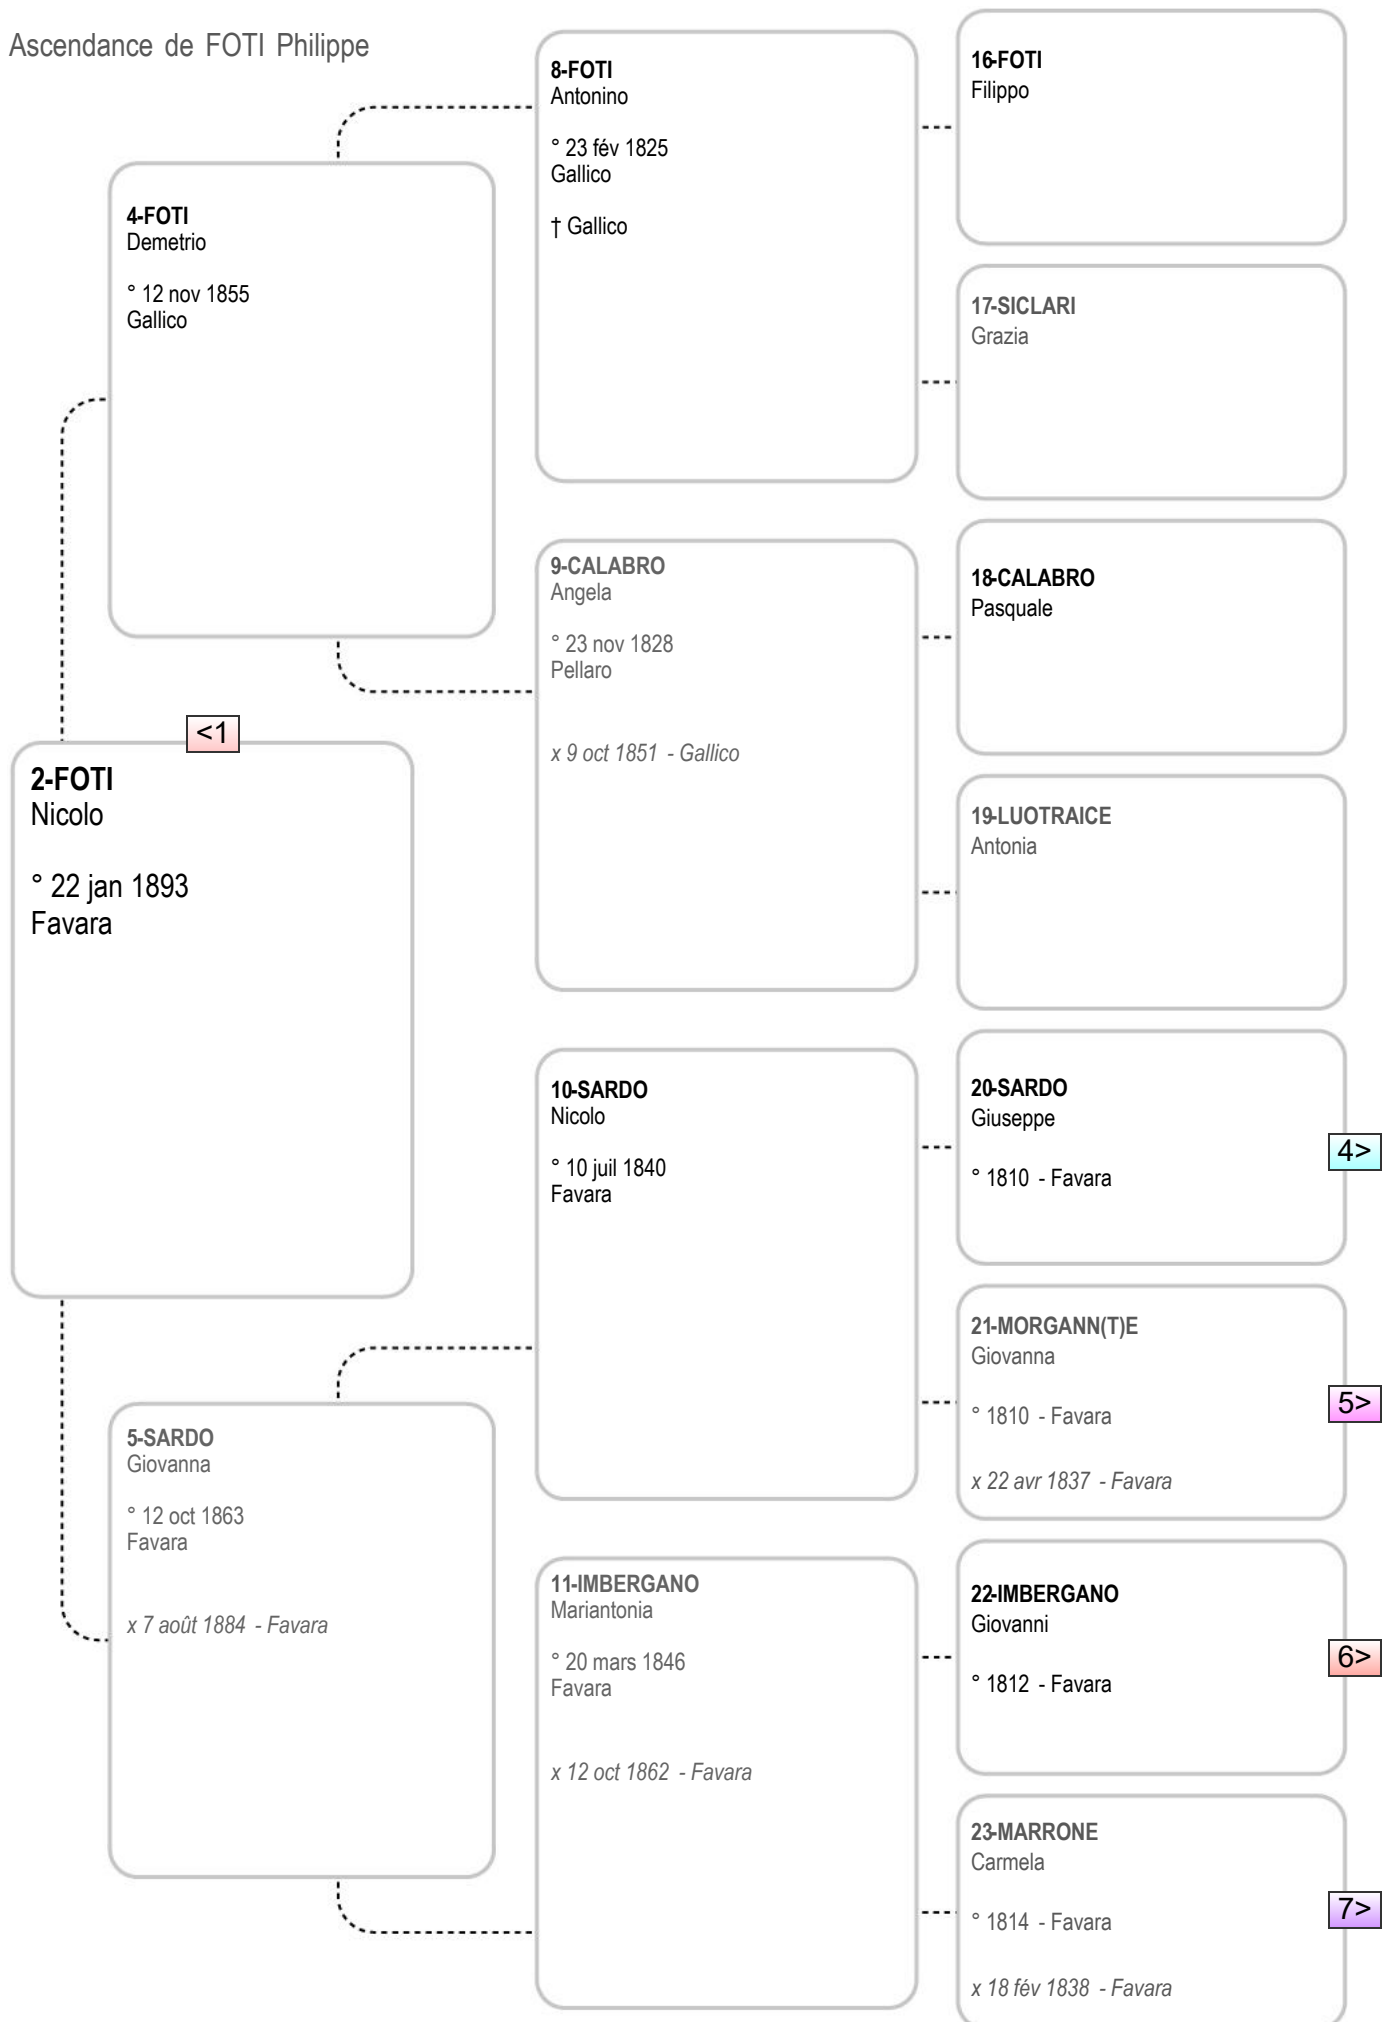 Ascendance de FOTI Philippe
16-FOTI
Filippo
8-FOTI
Antonino
° 23 fév 1825
Gallico
† Gallico
4-FOTI
Demetrio
° 12 nov 1855
Gallico
17-SICLARI
Grazia
9-CALABRO
Angela
° 23 nov 1828
Pellaro
x 9 oct 1851 - Gallico
18-CALABRO
Pasquale
<1
2-FOTI
Nicolo
° 22 jan 1893
Favara
19-LUOTRAICE
Antonia
10-SARDO
Nicolo
° 10 juil 1840
Favara
20-SARDO
Giuseppe
° 1810 - Favara
4>
21-MORGANN(T)E
Giovanna
° 1810 - Favara
x 22 avr 1837 - Favara
5>
5-SARDO
Giovanna
° 12 oct 1863
Favara
x 7 août 1884 - Favara
11-IMBERGANO
Mariantonia
° 20 mars 1846
Favara
x 12 oct 1862 - Favara
22-IMBERGANO
Giovanni
° 1812 - Favara
6>
23-MARRONE
Carmela
° 1814 - Favara
x 18 fév 1838 - Favara
7>